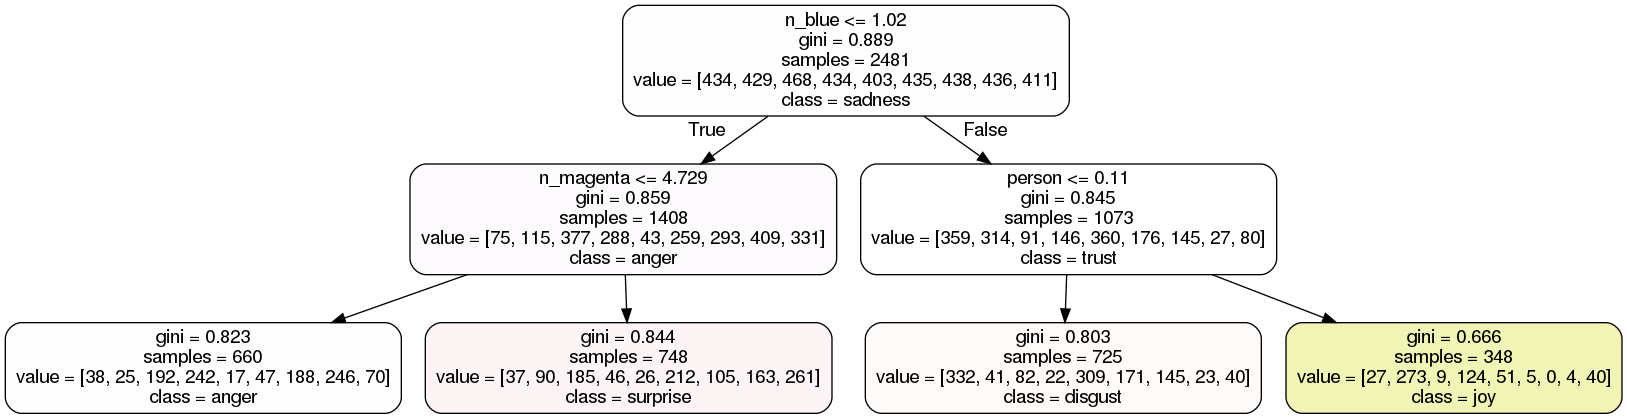 n_blue <= 1.02
gini = 0.889
samples = 2481
value = [434, 429, 468, 434, 403, 435, 438, 436, 411]
class = sadness
True
False
n_magenta <= 4.729
gini = 0.859
samples = 1408
value = [75, 115, 377, 288, 43, 259, 293, 409, 331]
class = anger
person <= 0.11
gini = 0.845
samples = 1073
value = [359, 314, 91, 146, 360, 176, 145, 27, 80]
class = trust
gini = 0.823
samples = 660
value = [38, 25, 192, 242, 17, 47, 188, 246, 70]
class = anger
gini = 0.844
samples = 748
value = [37, 90, 185, 46, 26, 212, 105, 163, 261]
class = surprise
gini = 0.803
samples = 725
value = [332, 41, 82, 22, 309, 171, 145, 23, 40]
class = disgust
gini = 0.666
samples = 348
value = [27, 273, 9, 124, 51, 5, 0, 4, 40]
class = joy